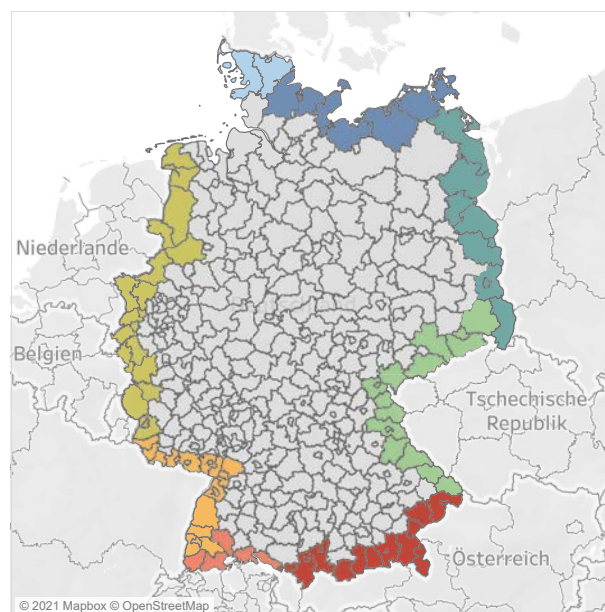 Niederlande
Belgien
Tschechische
Republik
Österreich
© 2021 Mapbox © OpenStreetMap